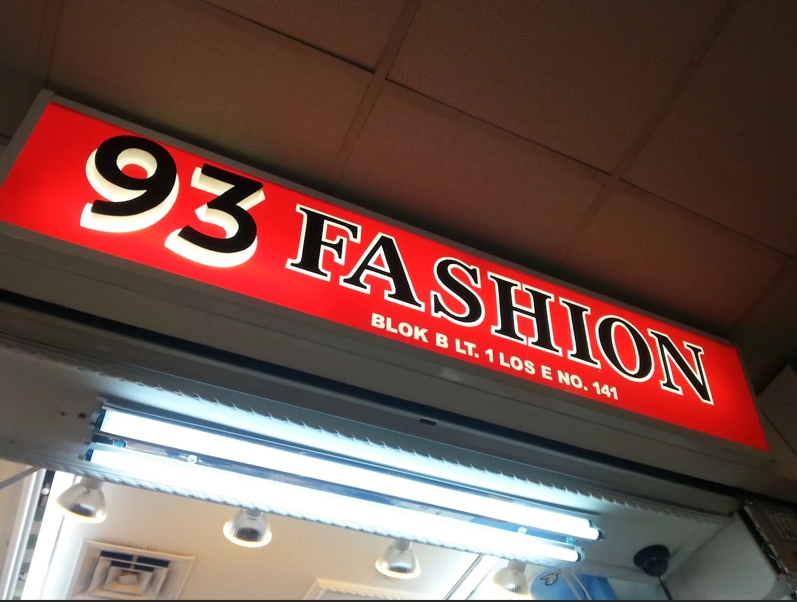 93 FASHION
BLOK B LT. 1 LOS E NO. 141